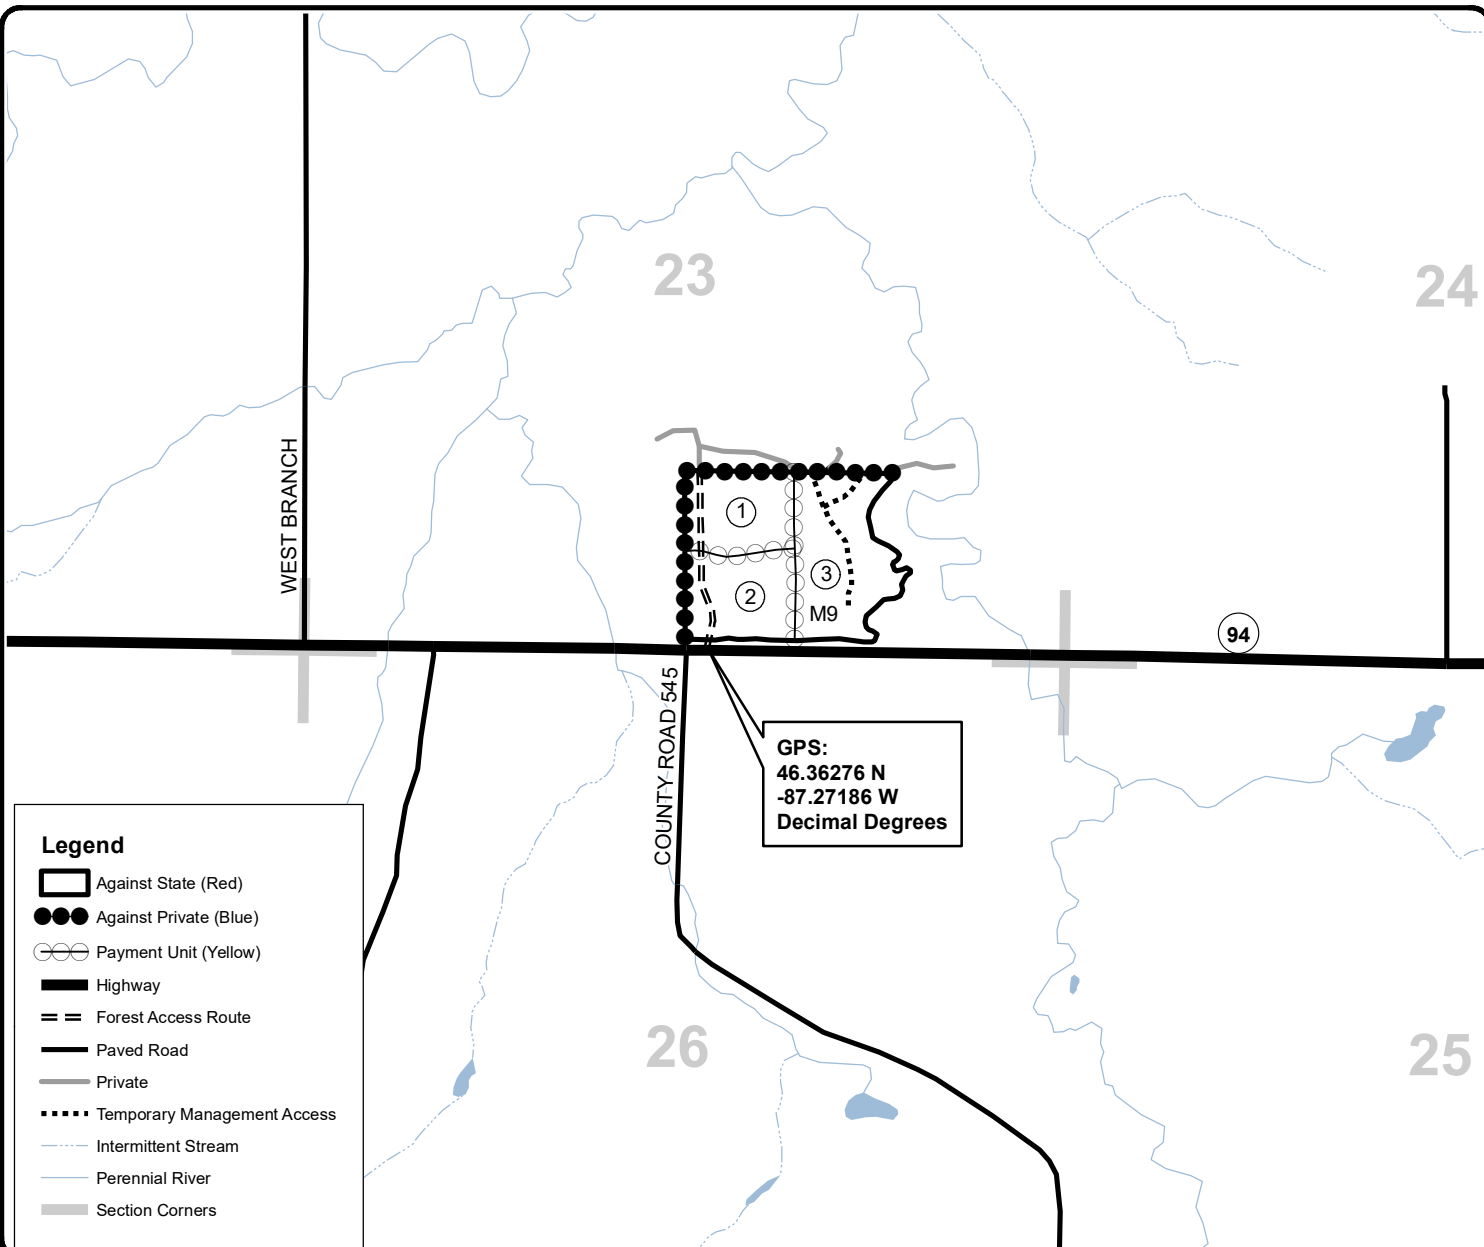 23
24
WEST BRANCH
1
2
3
M9
94
COUNTY ROAD 545
GPS:
46.36276 N
-87.27186 W
Decimal Degrees
26
25
Legend
Against State (Red)
Against Private (Blue)
Payment Unit (Yellow)
Highway
Forest Access Route
Paved Road
Private
Temporary Management Access
Intermittent Stream
Perennial River
Section Corners